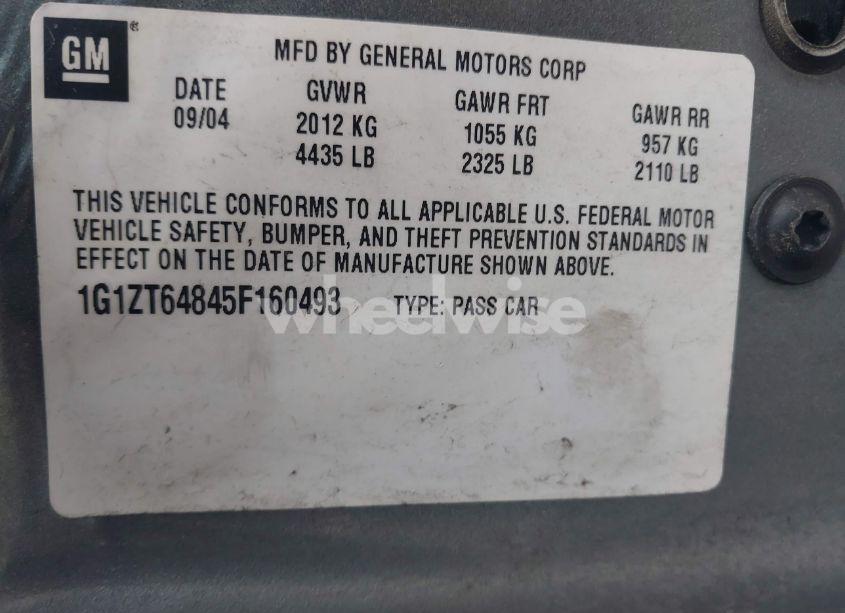 GM ®
MFD BY GENERAL MOTORS CORP
DATE GVWR GAWR FRT GAWR RR
09/04 2012 KG 1055 KG 957 KG
4435 LB 2325 LB 2110 LB
THIS VEHICLE CONFORMS TO ALL APPLICABLE U.S. FEDERAL MOTOR
VEHICLE SAFETY, BUMPER, AND THEFT PREVENTION STANDARDS IN
EFFECT ON THE DATE OF MANUFACTURE SHOWN ABOVE.
1G1ZT64845F160493 TYPE: PASS CAR
wheelwise